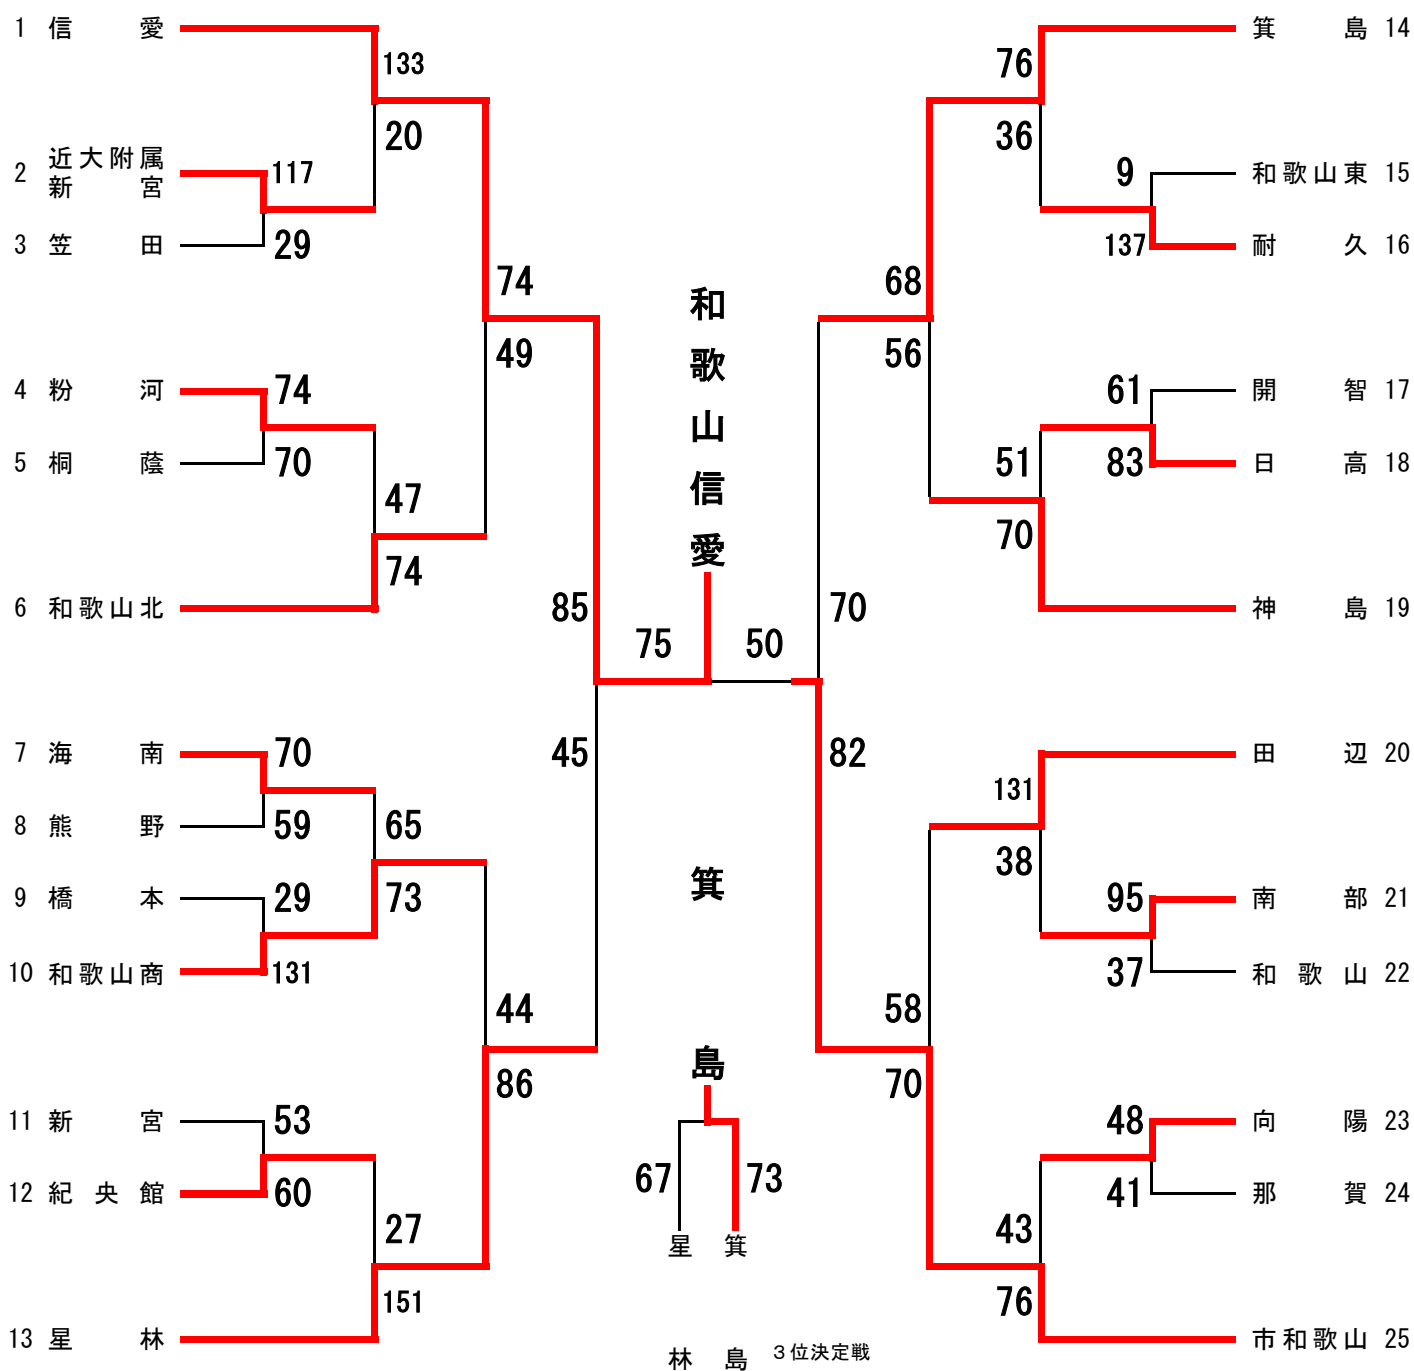 1 信愛
133
20
2 近大附属
新宮
117
3 笠田
29
74
49
4 粉河
74
5 桐蔭
70
47
74
6 和歌山北
85
75
7 海南
70
45
8 熊野
59
65
9 橋本
29
73
10 和歌山商
131
44
86
11 新宮
53
12 紀央館
60
27
151
13 星林
和歌山信愛
50
箕島
67
73
星林
箕島
3位決定戦
76
箕島 14
36
9
和歌山東 15
137
耐久 16
68
56
61
開智 17
51
83
日高 18
70
神島 19
70
82
131
田辺 20
38
95
南部 21
37
和歌山 22
58
70
48
向陽 23
41
那賀 24
43
76
市和歌山 25